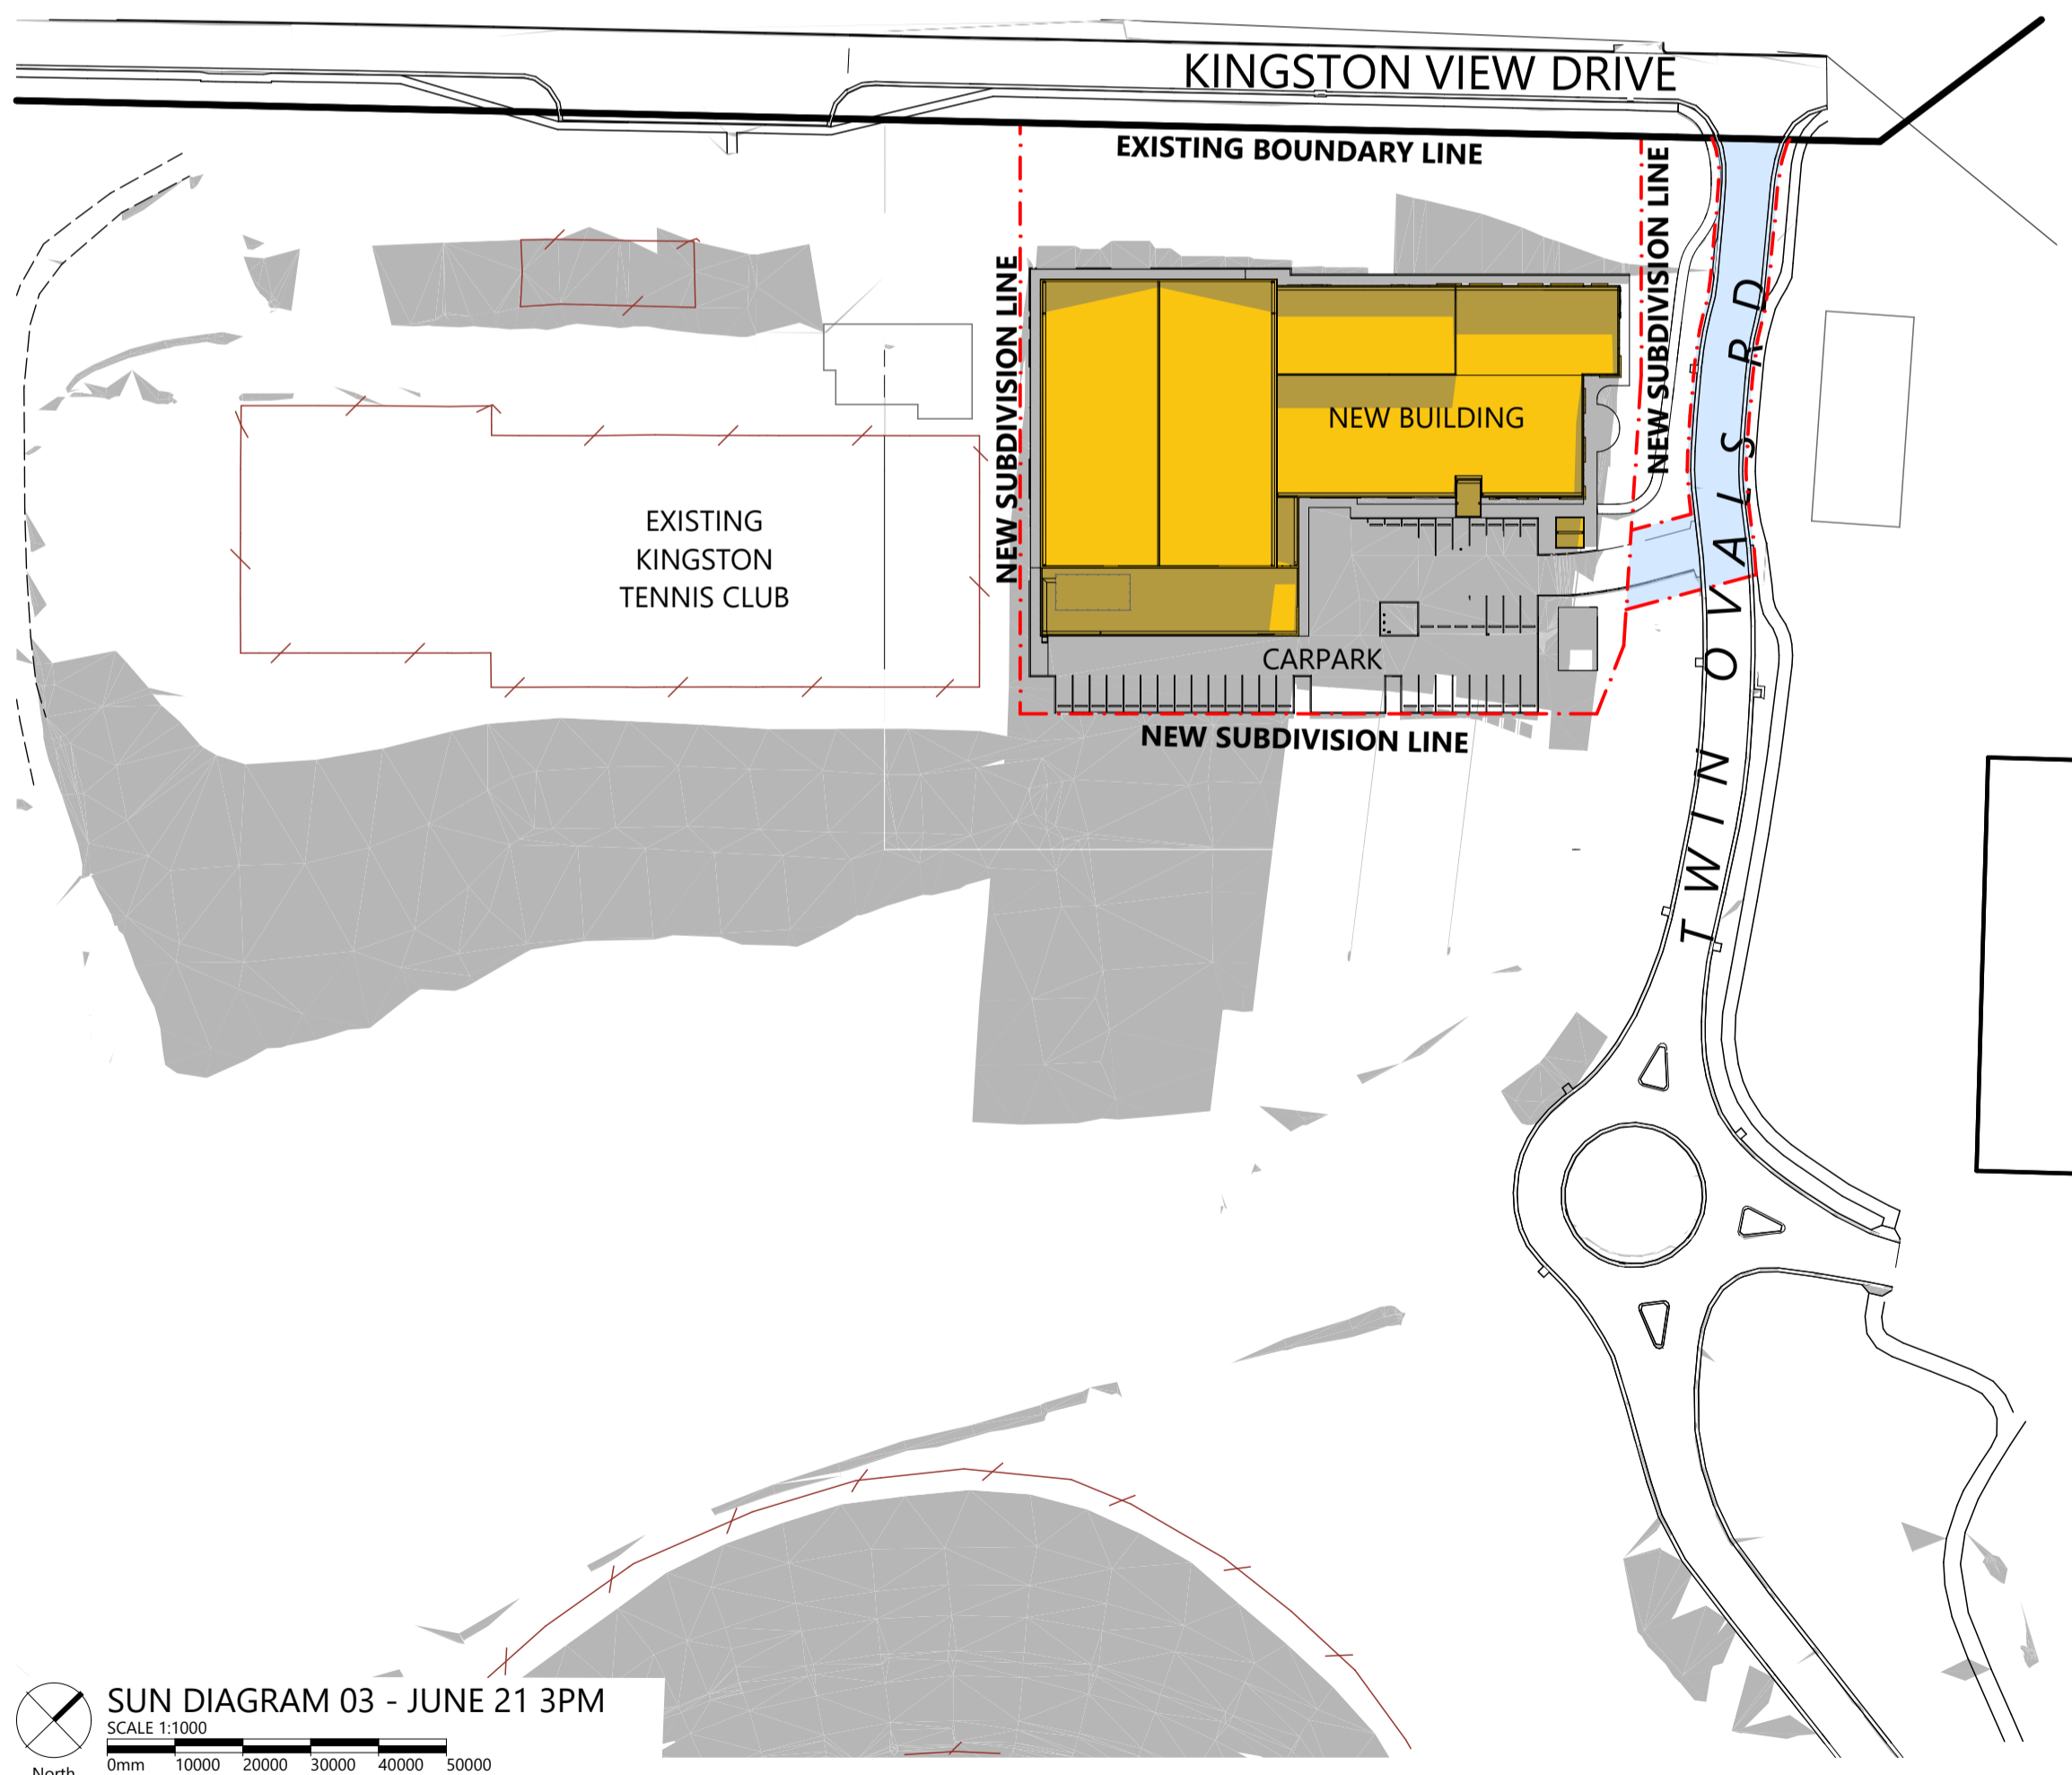 KINGSTON VIEW DRIVE
EXISTING BOUNDARY LINE
NEW SUBDIVISION LINE
NEW SUBDIVISION LINE
NEW BUILDING
TWIN OVALS RD
EXISTING
KINGSTON
TENNIS CLUB
CARPARK
NEW SUBDIVISION LINE
SUN DIAGRAM 03 - JUNE 21 3PM
SCALE 1:1000
0mm 10000 20000 30000 40000 50000
North